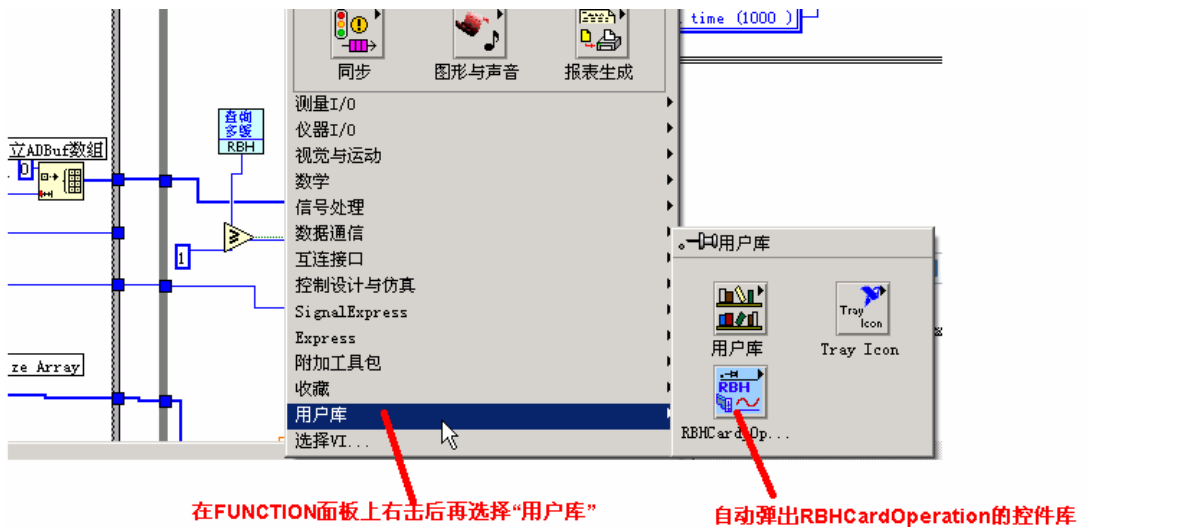 time (1000 )
同步
图形与声音
报表生成
测量I/O
仪器I/O
视觉与运动
数学
信号处理
数据通信
互连接口
控制设计与仿真
SignalExpress
Express
附加工具包
收藏
用户库
选择VI...
查询
多缓
RBH
立ADBuf数组
0
1
ze Array
用户库
用户库
Tray
Icon
Tray Icon
RBH
RBHCardOp...
在FUNCTION面板上右击后再选择“用户库”
自动弹出RBHCardOperation的控件库